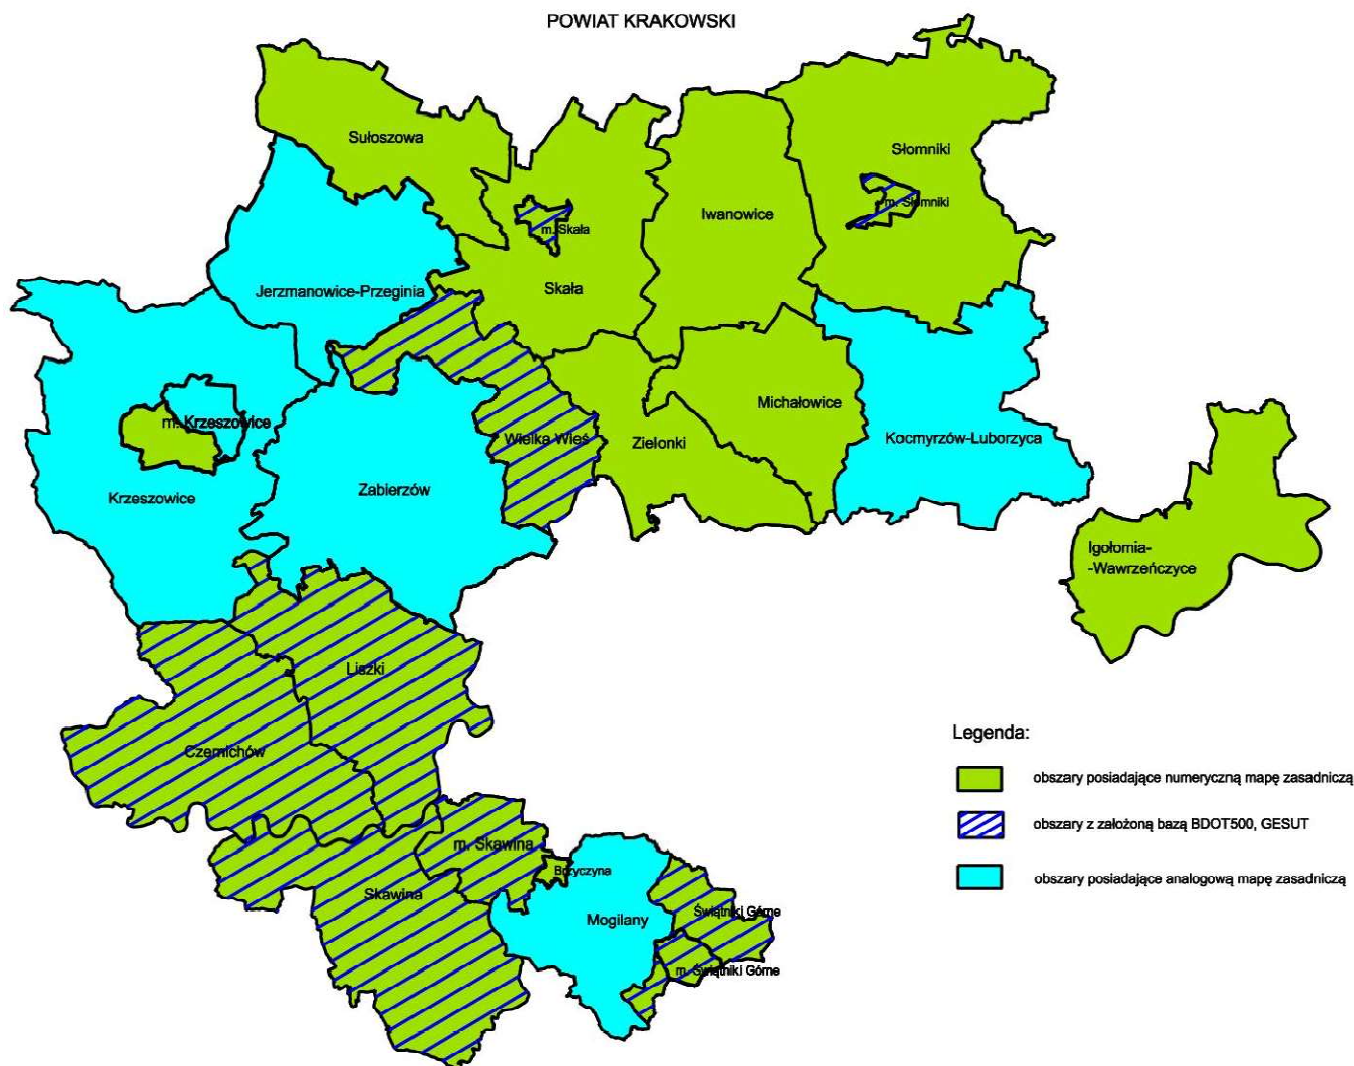 POWIAT KRAKOWSKI
Sułoszowa
Słomniki
m. Słomniki
Iwanowice
m. Skała
Skała
Jerzmanowice-Przeginia
Michałowice
m. Krzeszowice
Wielka Wieś
Zielonki
Kocmyrzów-Luborzyca
Zabierzów
Krzeszowice
Igołomia-
-Wawrzeńczyce
Liszki
Czernichów
Legenda:
obszary posiadające numeryczną mapę zasadniczą
obszary z założoną bazą BDOT500, GESUT
obszary posiadające analogową mapę zasadniczą
m. Skawina
Brzyczyna
Skawina
Mogilany
Świątniki Górne
m. Świątniki Górne